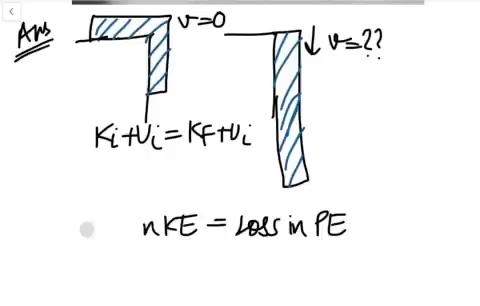 Ans
v=0
v=??
Ki+Ui=KF+Ui
nKE = Loss in PE